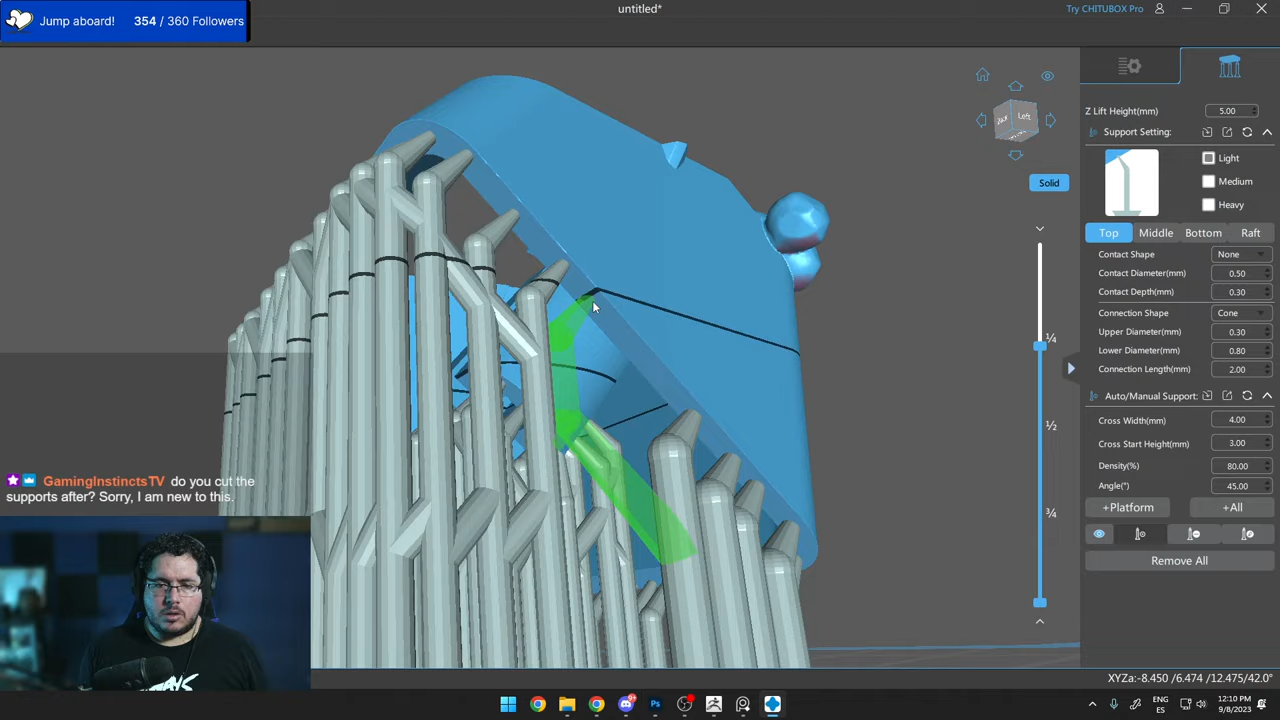 Jump aboard! 354 / 360 Followers
untitled*
Try CHITUBOX Pro
Left
Solid
Z Lift Height(mm) 5.00
Support Setting:
Light
Medium
Heavy
Top Middle Bottom Raft
Contact Shape None
Contact Diameter(mm) 0.50
Contact Depth(mm) 0.30
Connection Shape Cone
Upper Diameter(mm) 0.30
¼
Lower Diameter(mm) 0.80
Connection Length(mm) 2.00
Auto/Manual Support:
Cross Width(mm) 4.00
½
Cross Start Height(mm) 3.00
Density(%) 80.00
Angle(°) 45.00
GamingInstinctsTV do you cut the
supports after? Sorry, I am new to this.
+Platform +All
¾
Remove All
XYZa:-8.450 /6.474 /12.475/42.0°
Ps
ENG
ES
12:10 PM
9/8/2023